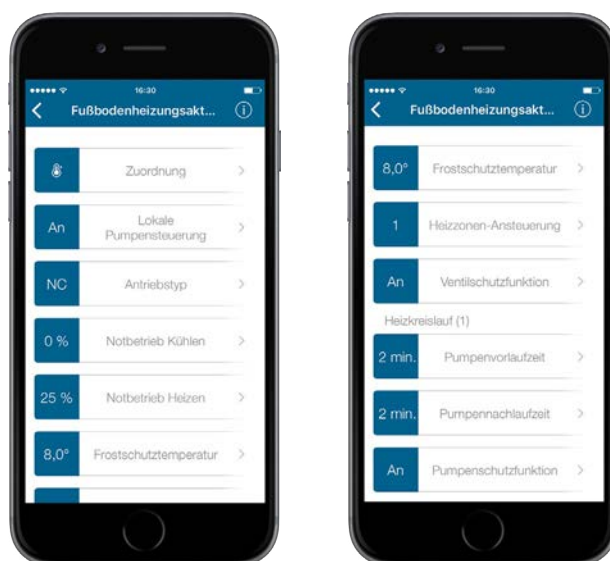 16:30
Fußbodenheizungsakt...
Zuordnung
An
Lokale
Pumpensteuerung
NC
Antriebstyp
0 %
Notbetrieb Kühlen
25 %
Notbetrieb Heizen
8,0°
Frostschutztemperatur
16:30
Fußbodenheizungsakt...
8,0°
Frostschutztemperatur
1
Heizzonen-Ansteuerung
An
Ventilschutzfunktion
Heizkreislauf (1)
2 min.
Pumpenvorlaufzeit
2 min.
Pumpennachlaufzeit
An
Pumpenschutzfunktion